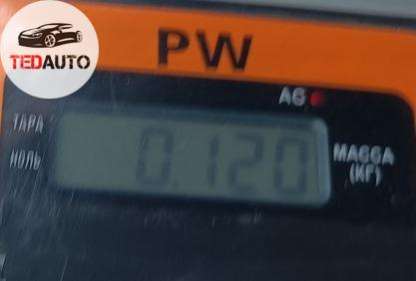 TEDAUTO
PW
AG
ТАРА
НОЛЬ
0.120
МАССА
(КГ)